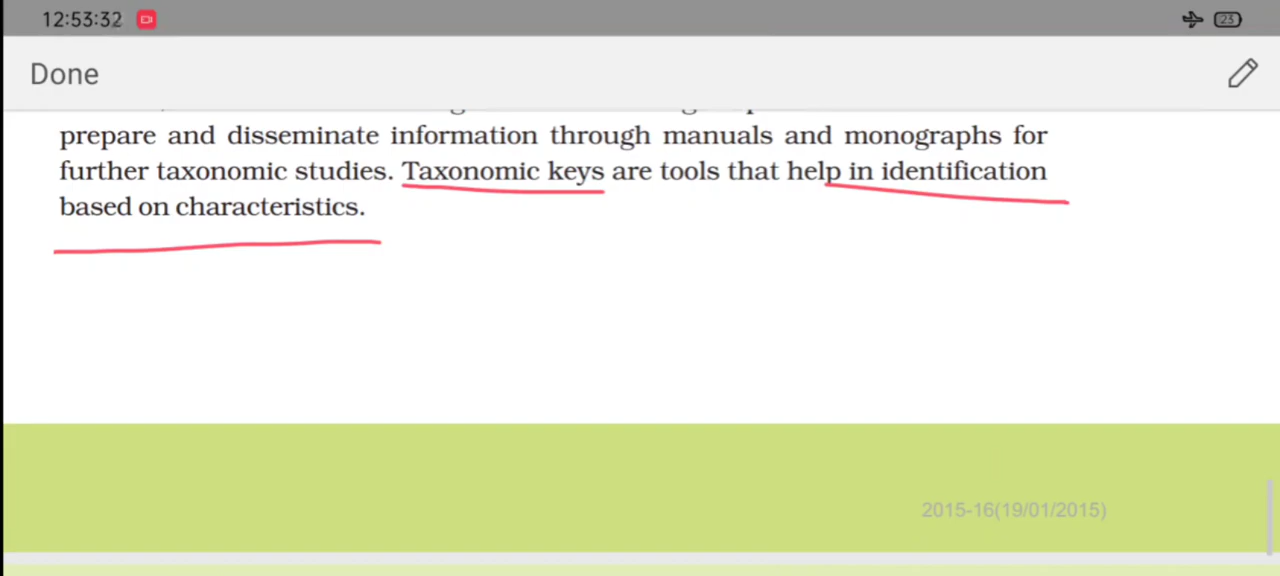 12:53:32
23
Done
prepare and disseminate information through manuals and monographs for
further taxonomic studies. Taxonomic keys are tools that help in identification
based on characteristics.
2015-16(19/01/2015)